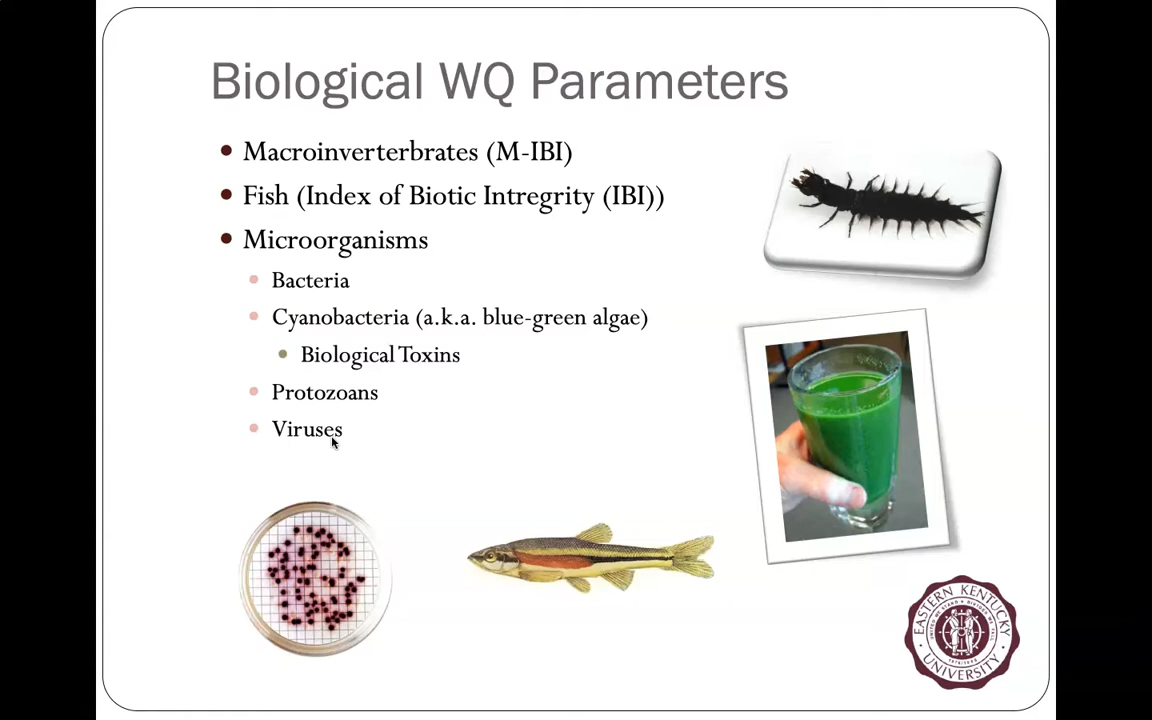 Biological WQ Parameters
Macroinverterbrates (M-IBI)
Fish (Index of Biotic Intregrity (IBI))
Microorganisms
Bacteria
Cyanobacteria (a.k.a. blue-green algae)
Biological Toxins
Protozoans
Viruses
EASTERN KENTUCKY
UNIVERSITY